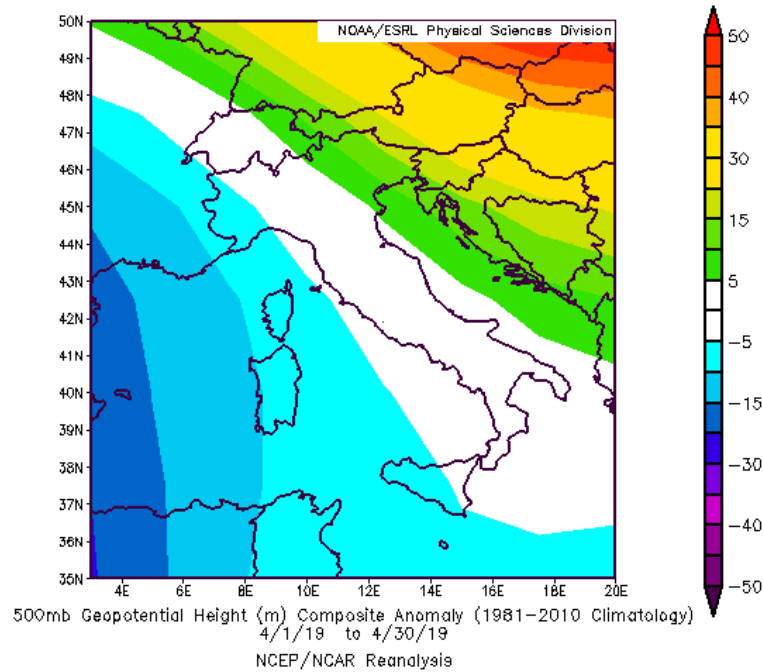 NOAA/ESRL Physical Sciences Division
50N
49N
48N
47N
46N
45N
44N
43N
42N
41N
40N
39N
38N
37N
36N
35N
4E 6E 8E 10E 12E 14E 16E 18E 20E
50
40
30
15
5
-5
-15
-30
-40
-50
500mb Geopotential Height (m) Composite Anomaly (1981-2010 Climatology)
4/1/19 to 4/30/19
NCEP/NCAR Reanalysis